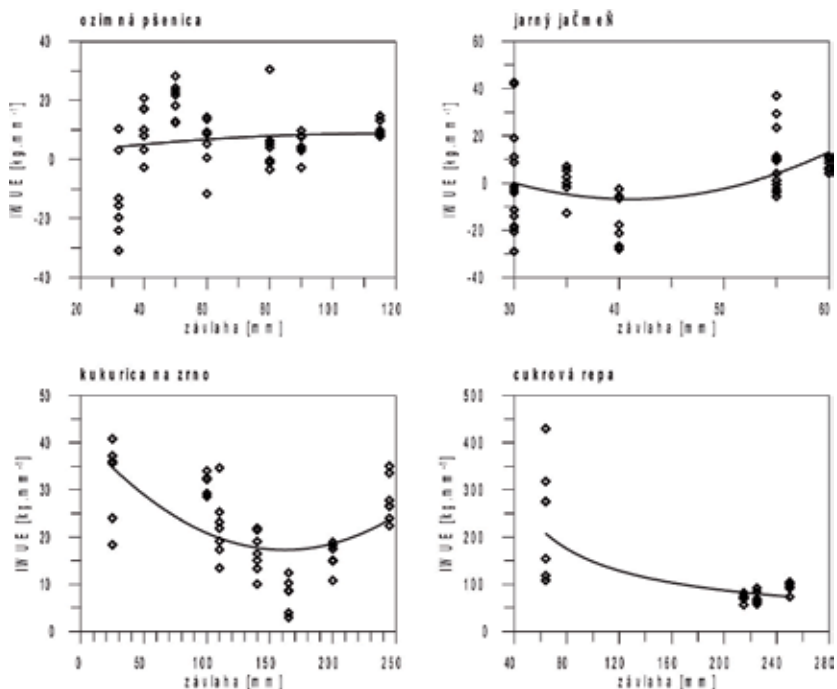 ozimná pšenica
40
20
0
-20
-40
IWUE [kg.mm⁻¹]
20 40 60 80 100 120
závlaha [mm]
jarný jaČmeŇ
60
40
20
0
-20
-40
IWUE [kg.mm⁻¹]
30 40 50 60
závlaha [mm]
kukurica na zrno
50
40
30
20
10
0
IWUE [kg.mm⁻¹]
0 50 100 150 200 250
závlaha [mm]
cukrová repa
500
400
300
200
100
0
IWUE [kg.mm⁻¹]
40 80 120 160 200 240 280
závlaha [mm]